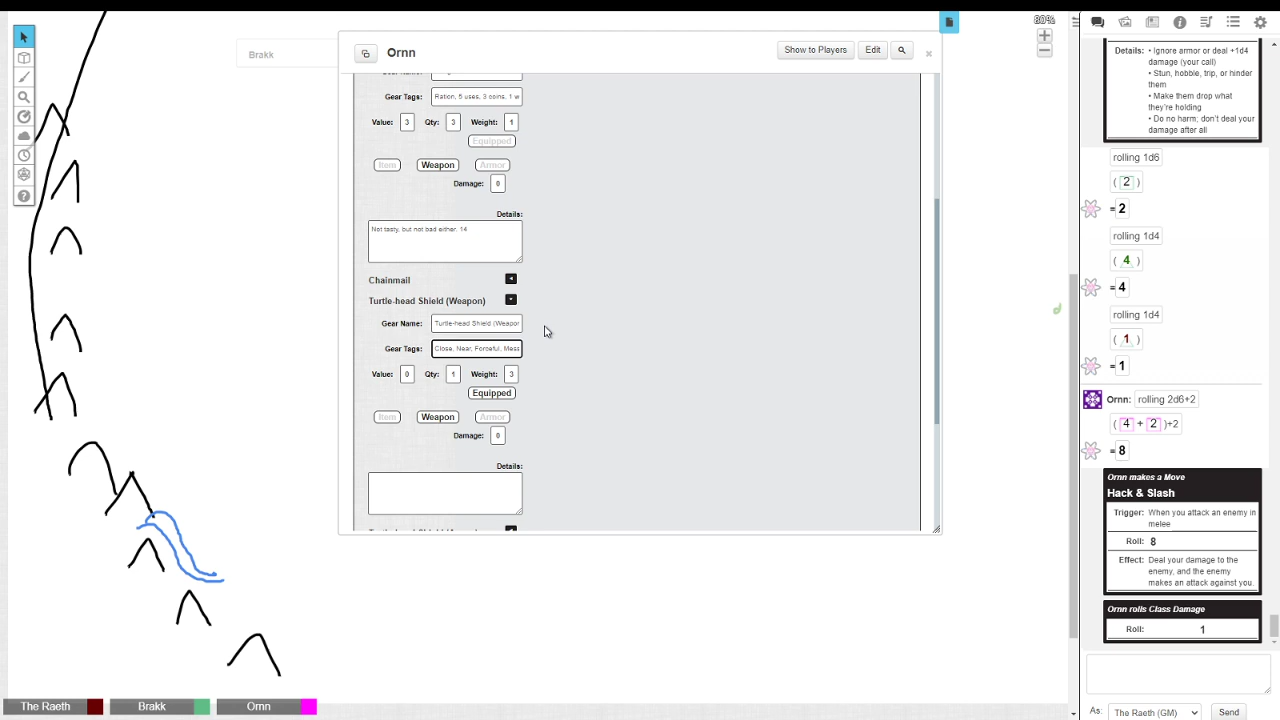 Brakk
Ornn
Show to Players
Edit
80%
Gear Tags:
Ration, 5 uses, 3 coins, 1 w
Value: 3 Qty: 3 Weight: 1
Equipped
Item Weapon Armor
Damage: 0
Details:
Not tasty, but not bad either. 14
Chainmail
Turtle-head Shield (Weapon)
Gear Name: Turtle-head Shield (Weapor
Gear Tags: Close, Near, Forceful, Mess
Value: 0 Qty: 1 Weight: 3
Equipped
Item Weapon Armor
Damage: 0
Details:
The Raeth
Brakk
Ornn
Details: • Ignore armor or deal +1d4
damage (your call)
• Stun, hobble, trip, or hinder
them
• Make them drop what
they're holding
• Do no harm; don't deal your
damage after all
rolling 1d6
( 2 )
= 2
rolling 1d4
( 4 )
= 4
rolling 1d4
( 1 )
= 1
Ornn: rolling 2d6+2
( 4 + 2 )+2
= 8
Ornn makes a Move
Hack & Slash
Trigger: When you attack an enemy in
melee
Roll: 8
Effect: Deal your damage to the
enemy, and the enemy
makes an attack against you.
Ornn rolls Class Damage
Roll: 1
As: The Raeth (GM) Send